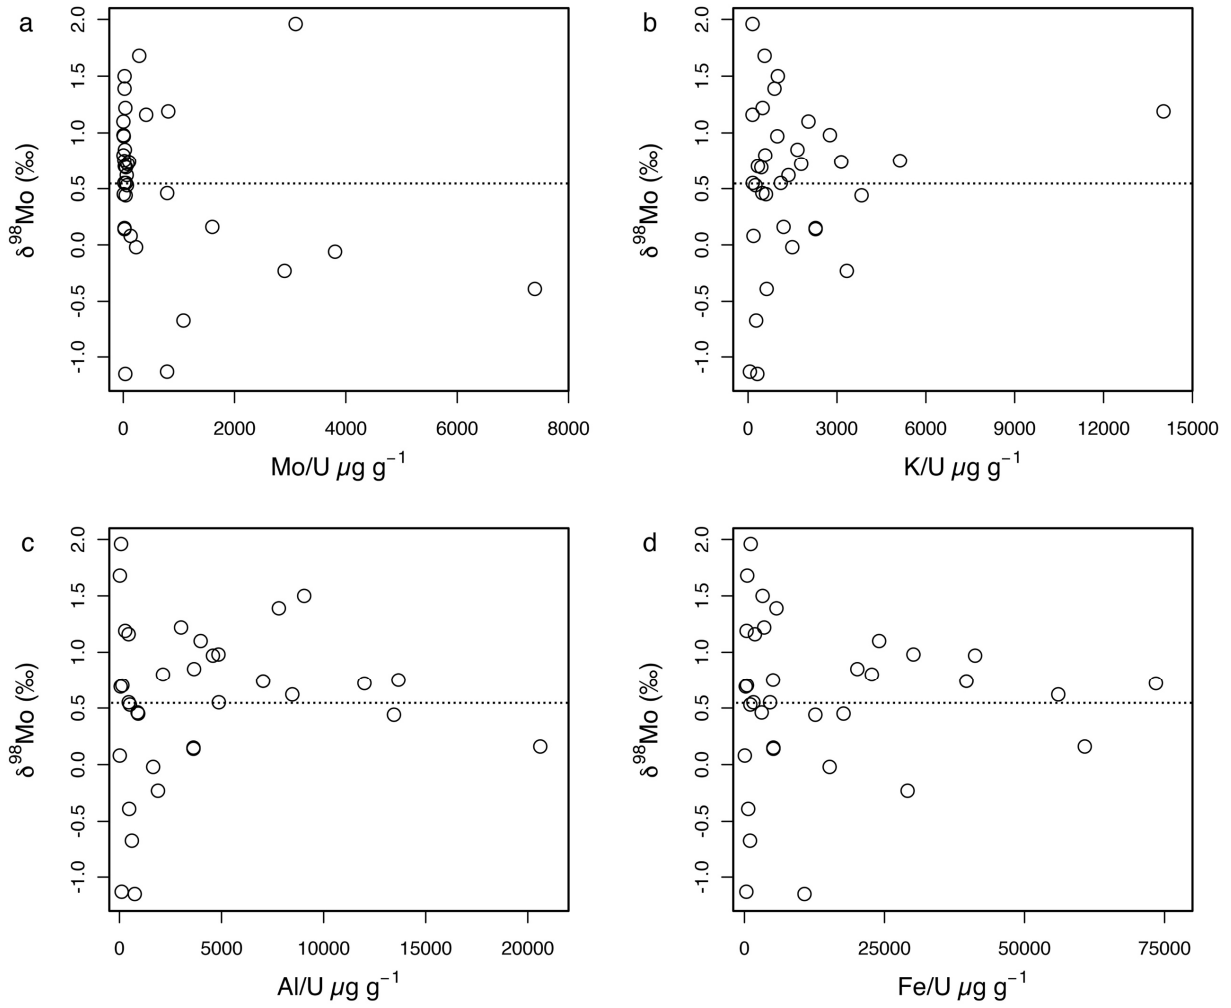 a
δ98Mo (‰)
2.0
1.5
1.0
0.5
0.0
-0.5
-1.0
0 2000 4000 6000 8000
Mo/U µg g−1
b
δ98Mo (‰)
2.0
1.5
1.0
0.5
0.0
-0.5
-1.0
0 3000 6000 9000 12000 15000
K/U µg g−1
c
δ98Mo (‰)
2.0
1.5
1.0
0.5
0.0
-0.5
-1.0
0 5000 10000 15000 20000
Al/U µg g−1
d
δ98Mo (‰)
2.0
1.5
1.0
0.5
0.0
-0.5
-1.0
0 25000 50000 75000
Fe/U µg g−1